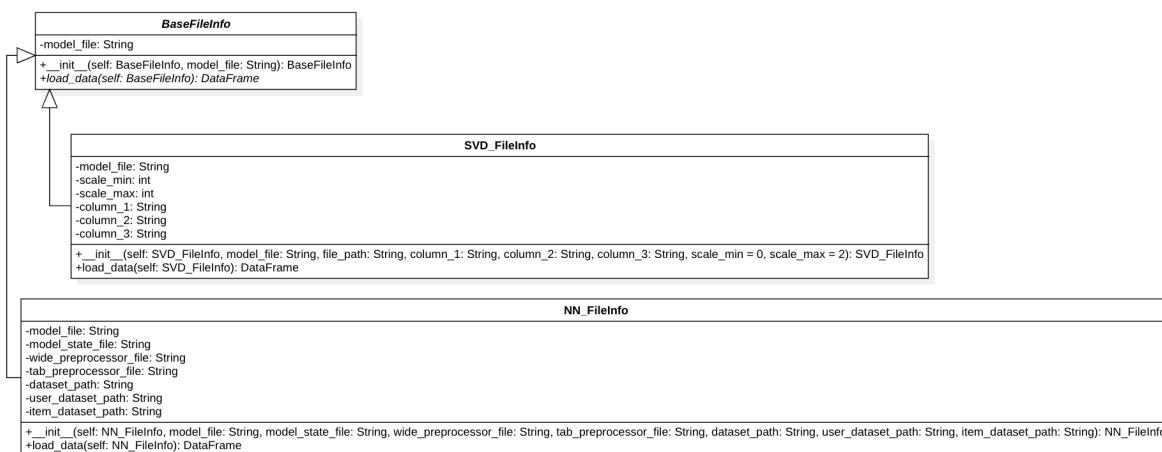 BaseFileInfo
-model_file: String
+__init__(self: BaseFileInfo, model_file: String): BaseFileInfo
+load_data(self: BaseFileInfo): DataFrame
SVD_FileInfo
-model_file: String
-scale_min: int
-scale_max: int
-column_1: String
-column_2: String
-column_3: String
+__init__(self: SVD_FileInfo, model_file: String, file_path: String, column_1: String, column_2: String, column_3: String, scale_min = 0, scale_max = 2): SVD_FileInfo
+load_data(self: SVD_FileInfo): DataFrame
NN_FileInfo
-model_file: String
-model_state_file: String
-wide_preprocessor_file: String
-tab_preprocessor_file: String
-dataset_path: String
-user_dataset_path: String
-item_dataset_path: String
+__init__(self: NN_FileInfo, model_file: String, model_state_file: String, wide_preprocessor_file: String, tab_preprocessor_file: String, dataset_path: String, user_dataset_path: String, item_dataset_path: String): NN_FileInfo
+load_data(self: NN_FileInfo): DataFrame